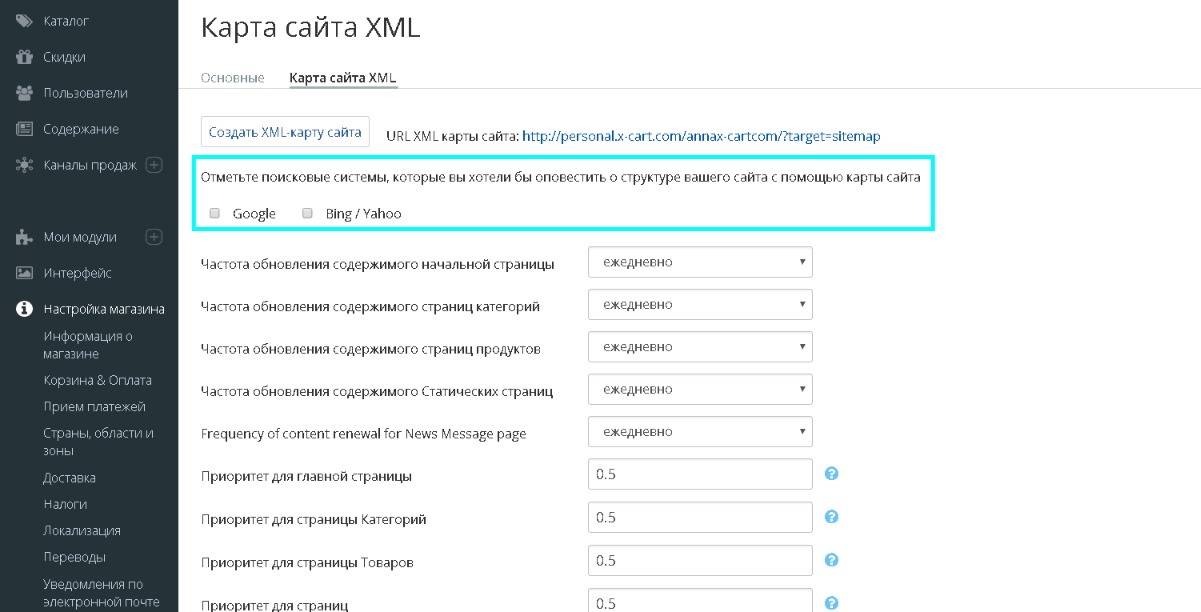 Каталог
Скидки
Пользователи
Содержание
Каналы продаж
Мои модули
Интерфейс
Настройка магазина
Информация о
магазине
Корзина & Оплата
Прием платежей
Страны, области и
зоны
Доставка
Налоги
Локализация
Переводы
Уведомления по
электронной почте
Карта сайта XML
Основные Карта сайта XML
Создать XML-карту сайта URL XML карты сайта: http://personal.x-cart.com/annax-cartcom/?target=sitemap
Отметьте поисковые системы, которые вы хотели бы оповестить о структуре вашего сайта с помощью карты сайта
Google Bing / Yahoo
Частота обновления содержимого начальной страницы ежедневно
Частота обновления содержимого страниц категорий ежедневно
Частота обновления содержимого страниц продуктов ежедневно
Частота обновления содержимого Статических страниц ежедневно
Frequency of content renewal for News Message page ежедневно
Приоритет для главной страницы 0.5 ?
Приоритет для страницы Категорий 0.5 ?
Приоритет для страницы Товаров 0.5 ?
Приоритет для страниц 0.5 ?